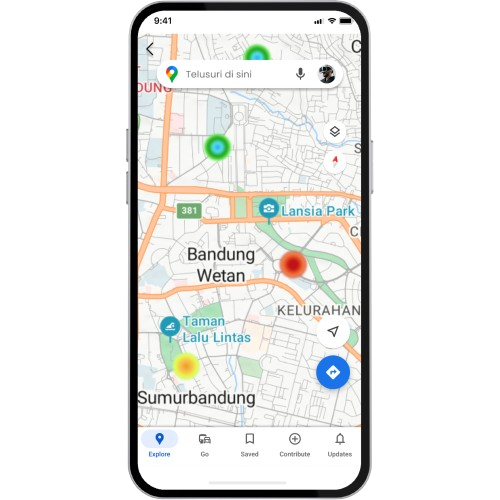 9:41
C
Telusuri di sini
DUNG
S
381
Lansia Park
Bandung
Wetan
C
KELURAHAN
Taman
Lalu Lintas
Sumurbandung
Explore
Go
Saved
Contribute
Updates